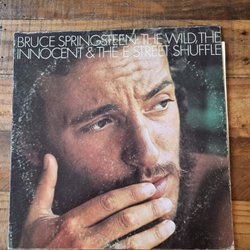 BRUCE SPRINGSTEEN/THE WILD, THE
INNOCENT & THE E STREET SHUFFLE